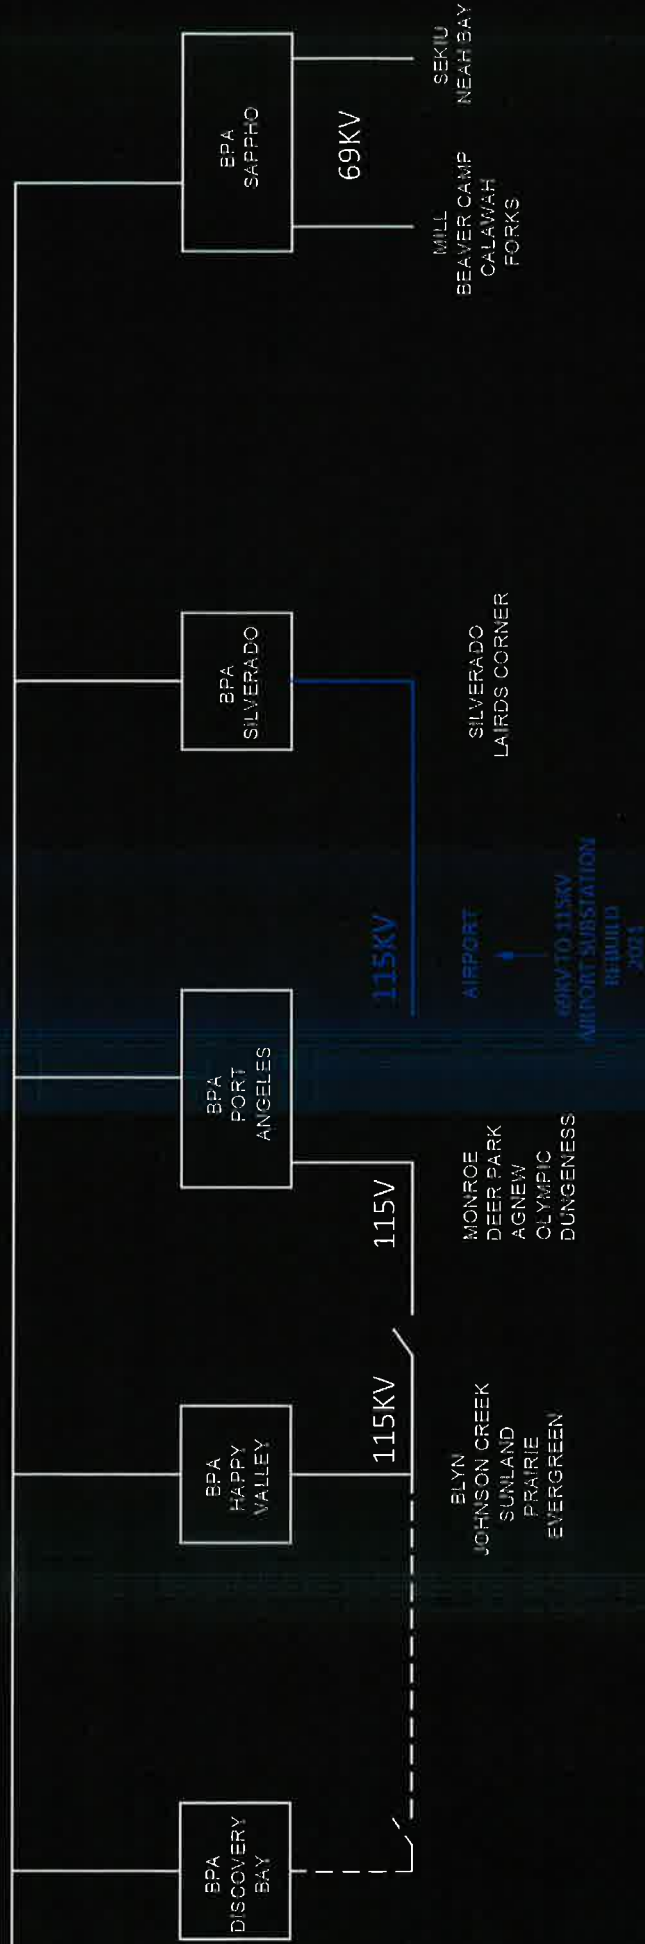 BPA
DISCOVERY
BAY
BPA
HAPPY
VALLEY
BPA
PORT
ANGELES
BPA
SILVERADO
BPA
SAPPHO
115KV
115V
115KV
69KV
BLYN
JOHNSON CREEK
SUNLAND
PRAIRIE
EVERGREEN
MONROE
DEER PARK
AGNEW
OLYMPIC
DUNGENESS
AIRPORT
69KV TO 115KV
AIRPORT SUBSTATION
REBUILD
2021
SILVERADO
LAIRDS CORNER
MILL
BEAVER CAMP
CALAWAH
FORKS
SEKIU
NEAH BAY